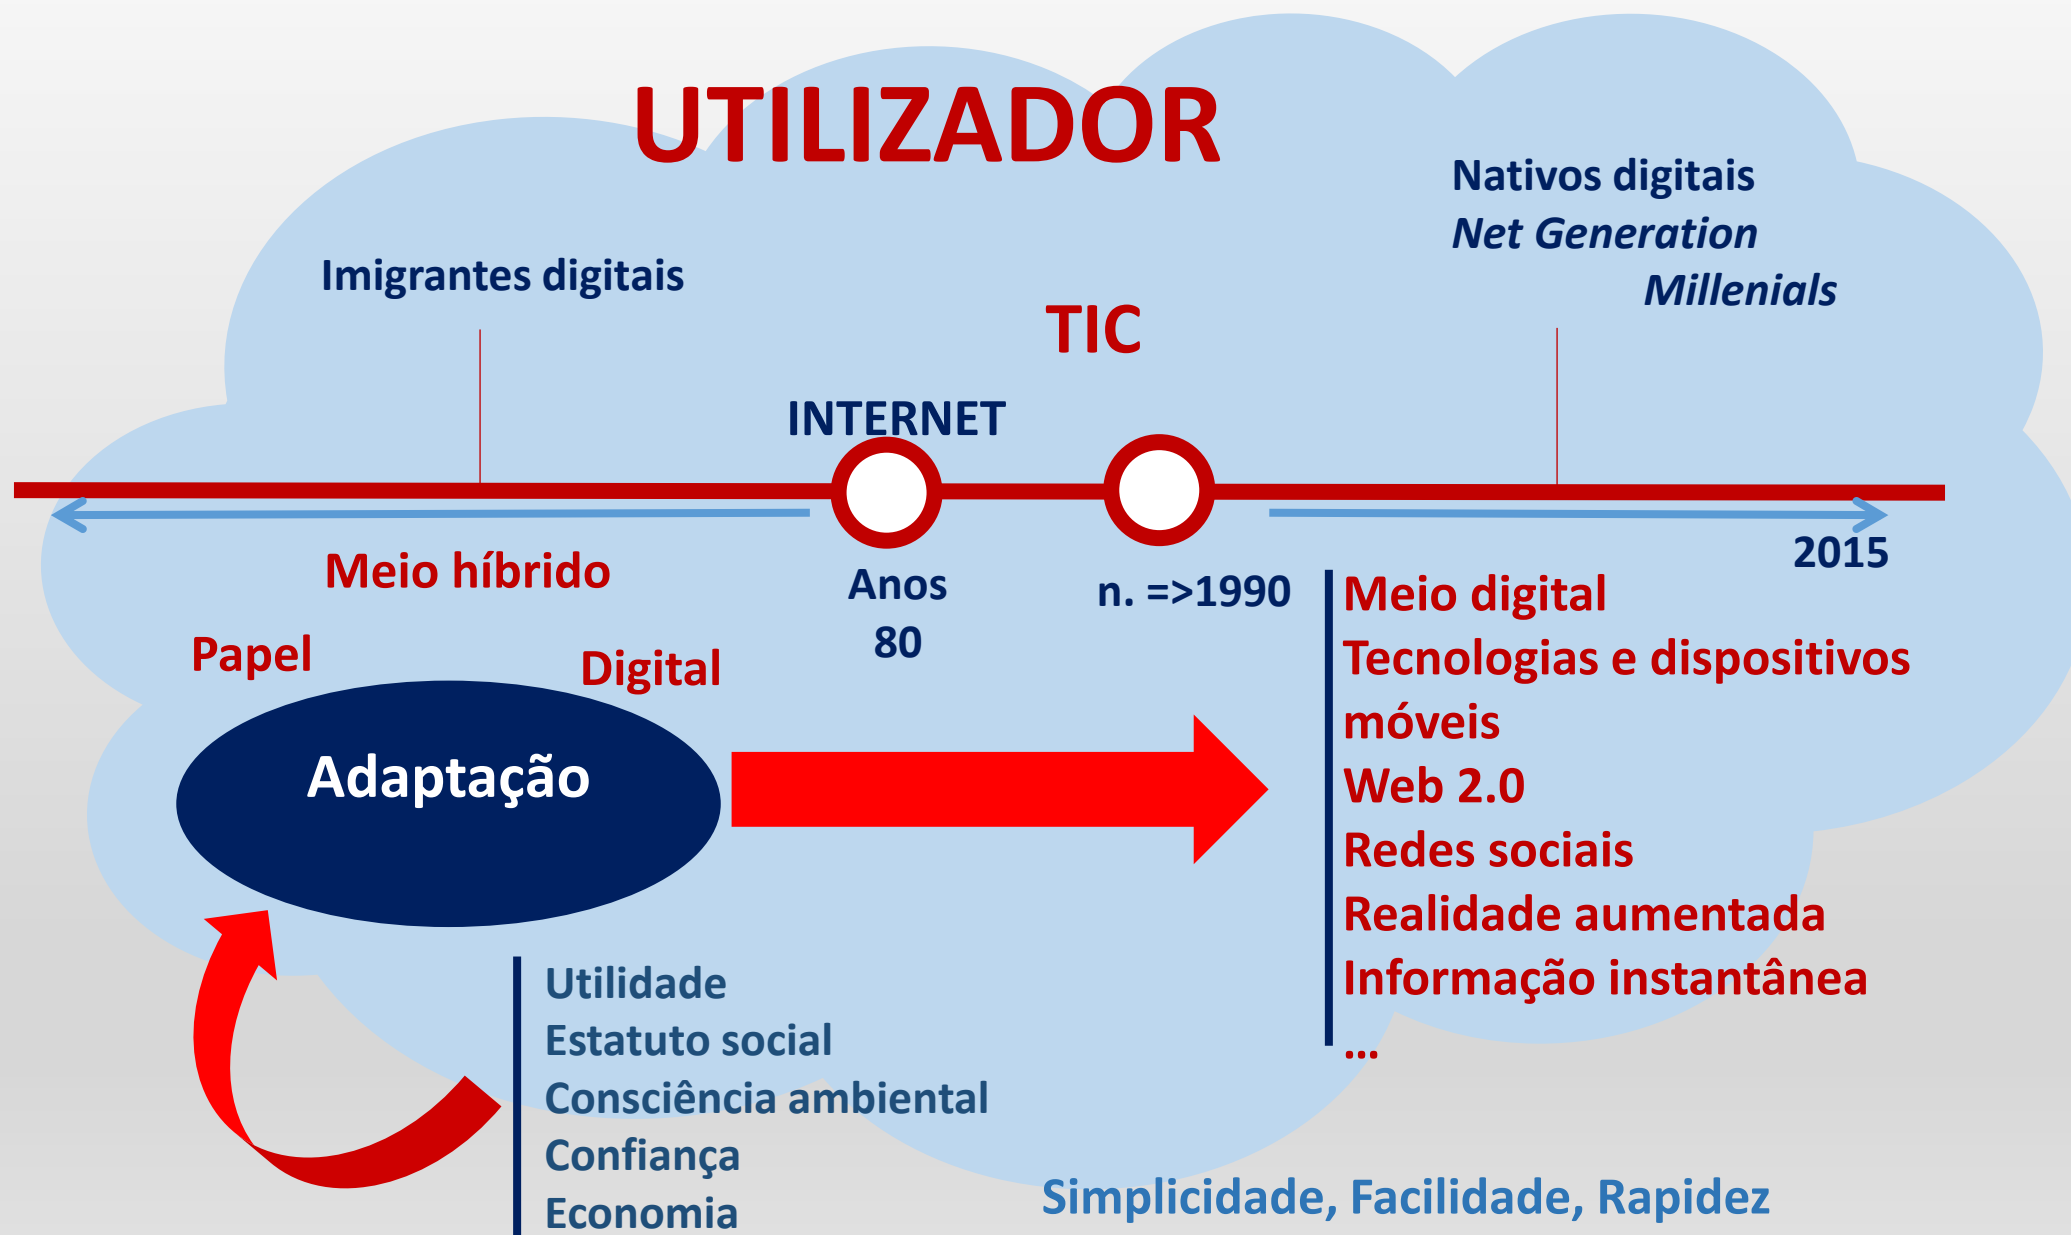 UTILIZADOR
Nativos digitais
Net Generation
Millenials
Imigrantes digitais
TIC
INTERNET
2015
Meio híbrido
Anos
80
n. =>1990
Papel
Digital
Adaptação
Meio digital
Tecnologias e dispositivos
móveis
Web 2.0
Redes sociais
Realidade aumentada
Informação instantânea
...
Utilidade
Estatuto social
Consciência ambiental
Confiança
Economia
Simplicidade, Facilidade, Rapidez